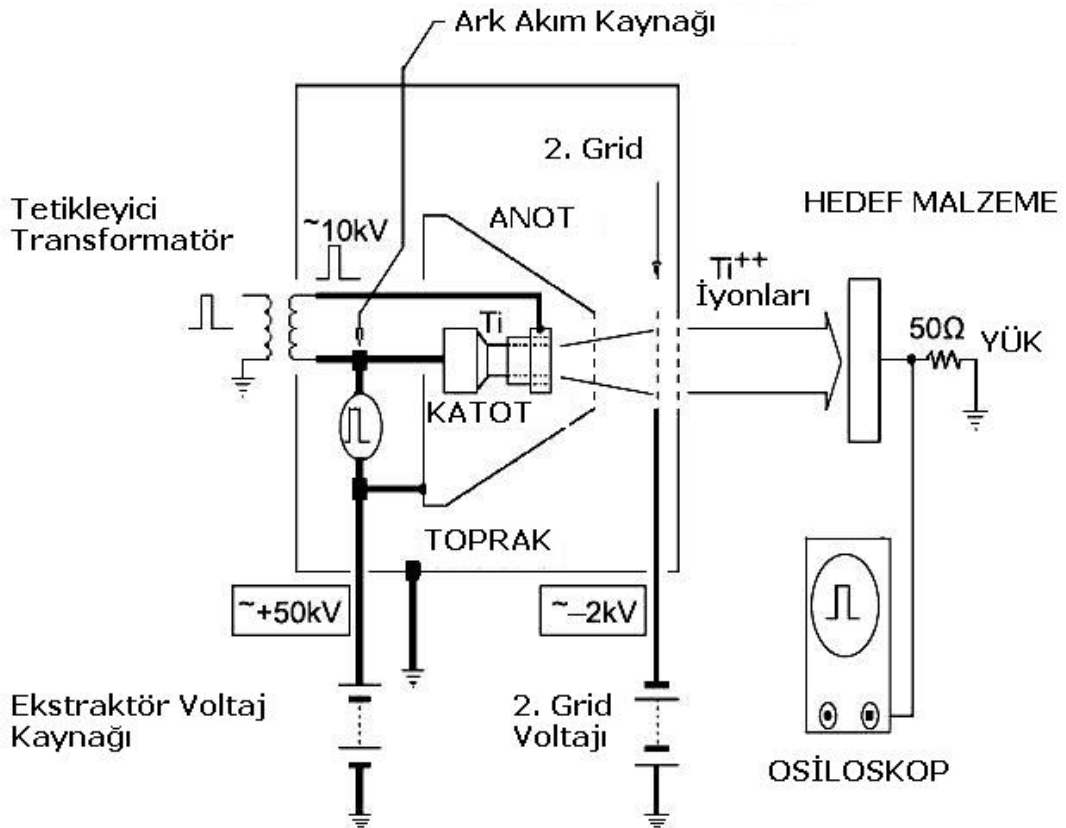 Ark Akım Kaynağı
2. Grid
Tetikleyici
Transformatör
~10kV
ANOT
HEDEF MALZEME
Ti++
İyonları
Ti
50Ω
YÜK
KATOT
TOPRAK
~+50kV
~−2kV
Ekstraktör Voltaj
Kaynağı
2. Grid
Voltajı
OSİLOSKOP